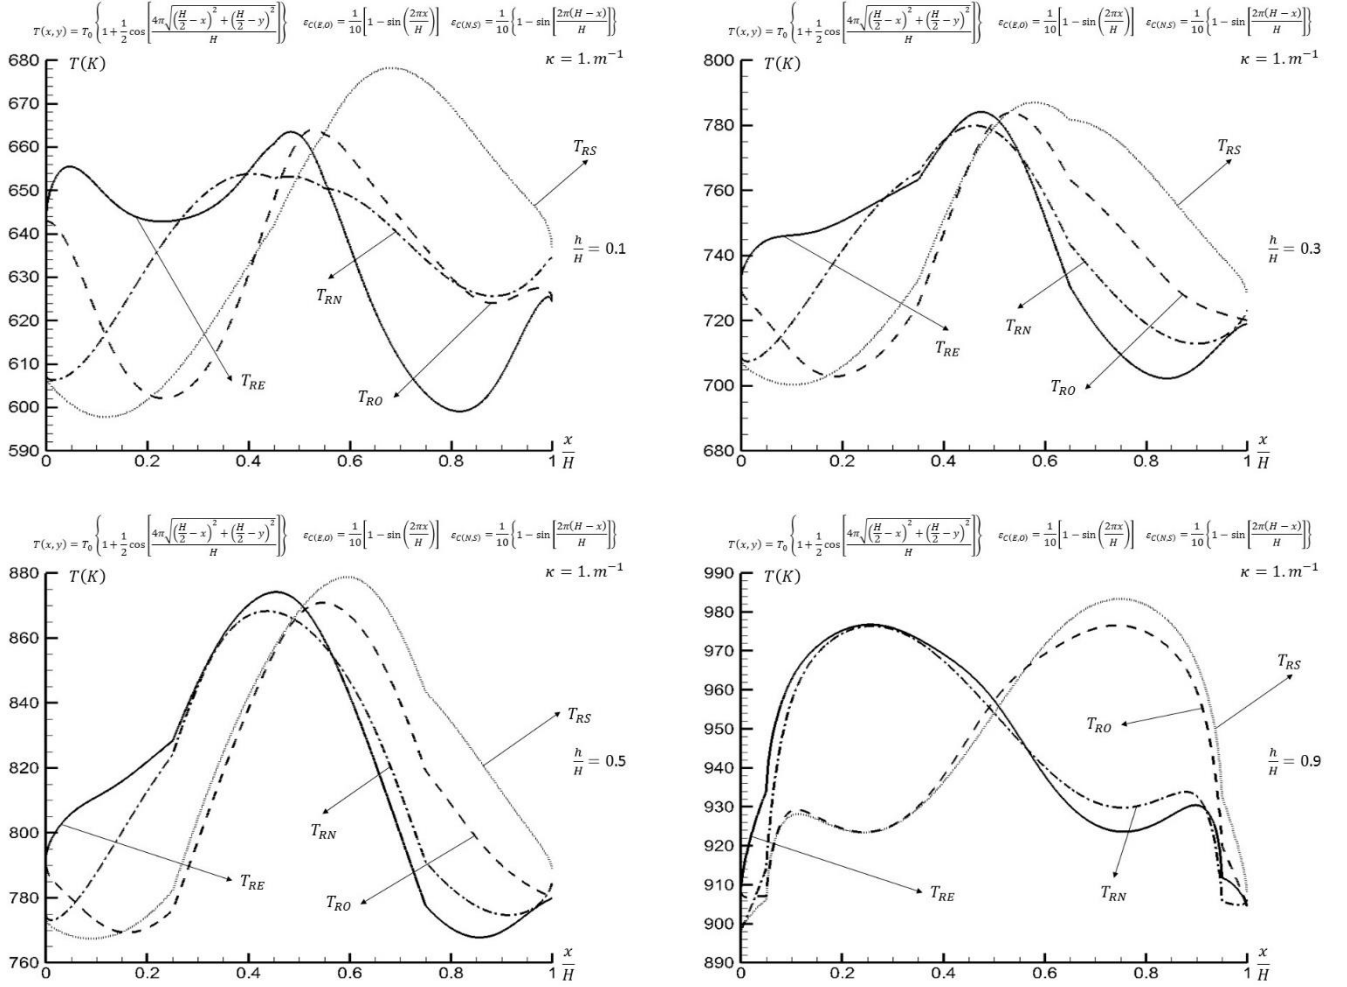 T(x, y) = T₀ {1 + 1/2 cos[4π√((H/2 − x)² + (H/2 − y)²)/H]} ε_C(E,O) = 1/10[1 − sin(2πx/H)] ε_C(N,S) = 1/10{1 − sin[2π(H−x)/H]}
κ = 1. m⁻¹
T(K)
680
670
660
650
640
630
620
610
600
590
T_RS
h/H = 0.1
T_RN
T_RE
T_RO
0 0.2 0.4 0.6 0.8 1
x/H
T(x, y) = T₀ {1 + 1/2 cos[4π√((H/2 − x)² + (H/2 − y)²)/H]} ε_C(E,O) = 1/10[1 − sin(2πx/H)] ε_C(N,S) = 1/10{1 − sin[2π(H−x)/H]}
κ = 1. m⁻¹
T(K)
800
780
760
740
720
700
680
T_RS
h/H = 0.3
T_RN
T_RE
T_RO
0 0.2 0.4 0.6 0.8 1
x/H
T(x, y) = T₀ {1 + 1/2 cos[4π√((H/2 − x)² + (H/2 − y)²)/H]} ε_C(E,O) = 1/10[1 − sin(2πx/H)] ε_C(N,S) = 1/10{1 − sin[2π(H−x)/H]}
κ = 1. m⁻¹
T(K)
880
860
840
820
800
780
760
T_RS
h/H = 0.5
T_RN
T_RE
T_RO
0 0.2 0.4 0.6 0.8 1
x/H
T(x, y) = T₀ {1 + 1/2 cos[4π√((H/2 − x)² + (H/2 − y)²)/H]} ε_C(E,O) = 1/10[1 − sin(2πx/H)] ε_C(N,S) = 1/10{1 − sin[2π(H−x)/H]}
κ = 1. m⁻¹
T(K)
990
980
970
960
950
940
930
920
910
900
890
T_RS
T_RO
h/H = 0.9
T_RE
T_RN
0 0.2 0.4 0.6 0.8 1
x/H